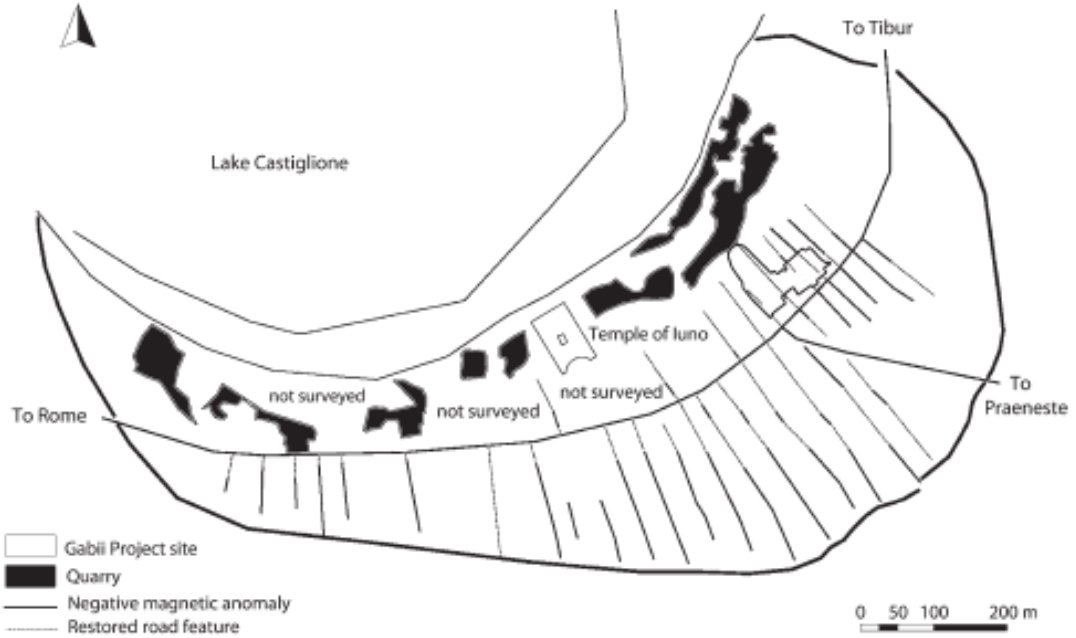 To Tibur
Lake Castiglione
Temple of Iuno
not surveyed
not surveyed
not surveyed
To Rome
To
Praeneste
Gabii Project site
Quarry
Negative magnetic anomaly
Restored road feature
0 50 100 200 m